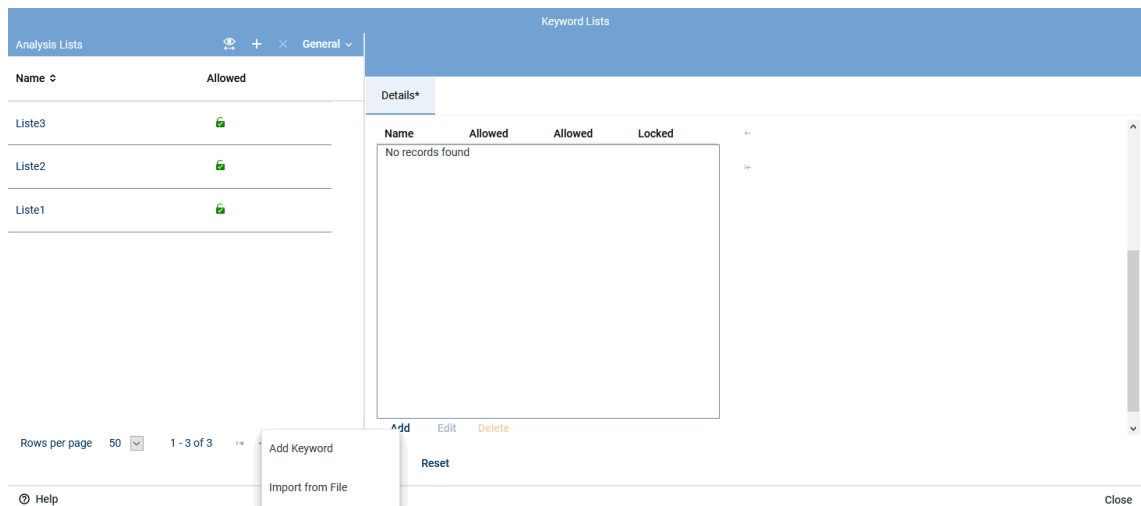 Keyword Lists
Analysis Lists General
Name Allowed
Details*
Liste3
Liste2
Liste1
Name Allowed Allowed Locked
No records found
Add Edit Delete
Rows per page 50 1 - 3 of 3
Add Keyword
Import from File
Reset
Help
Close